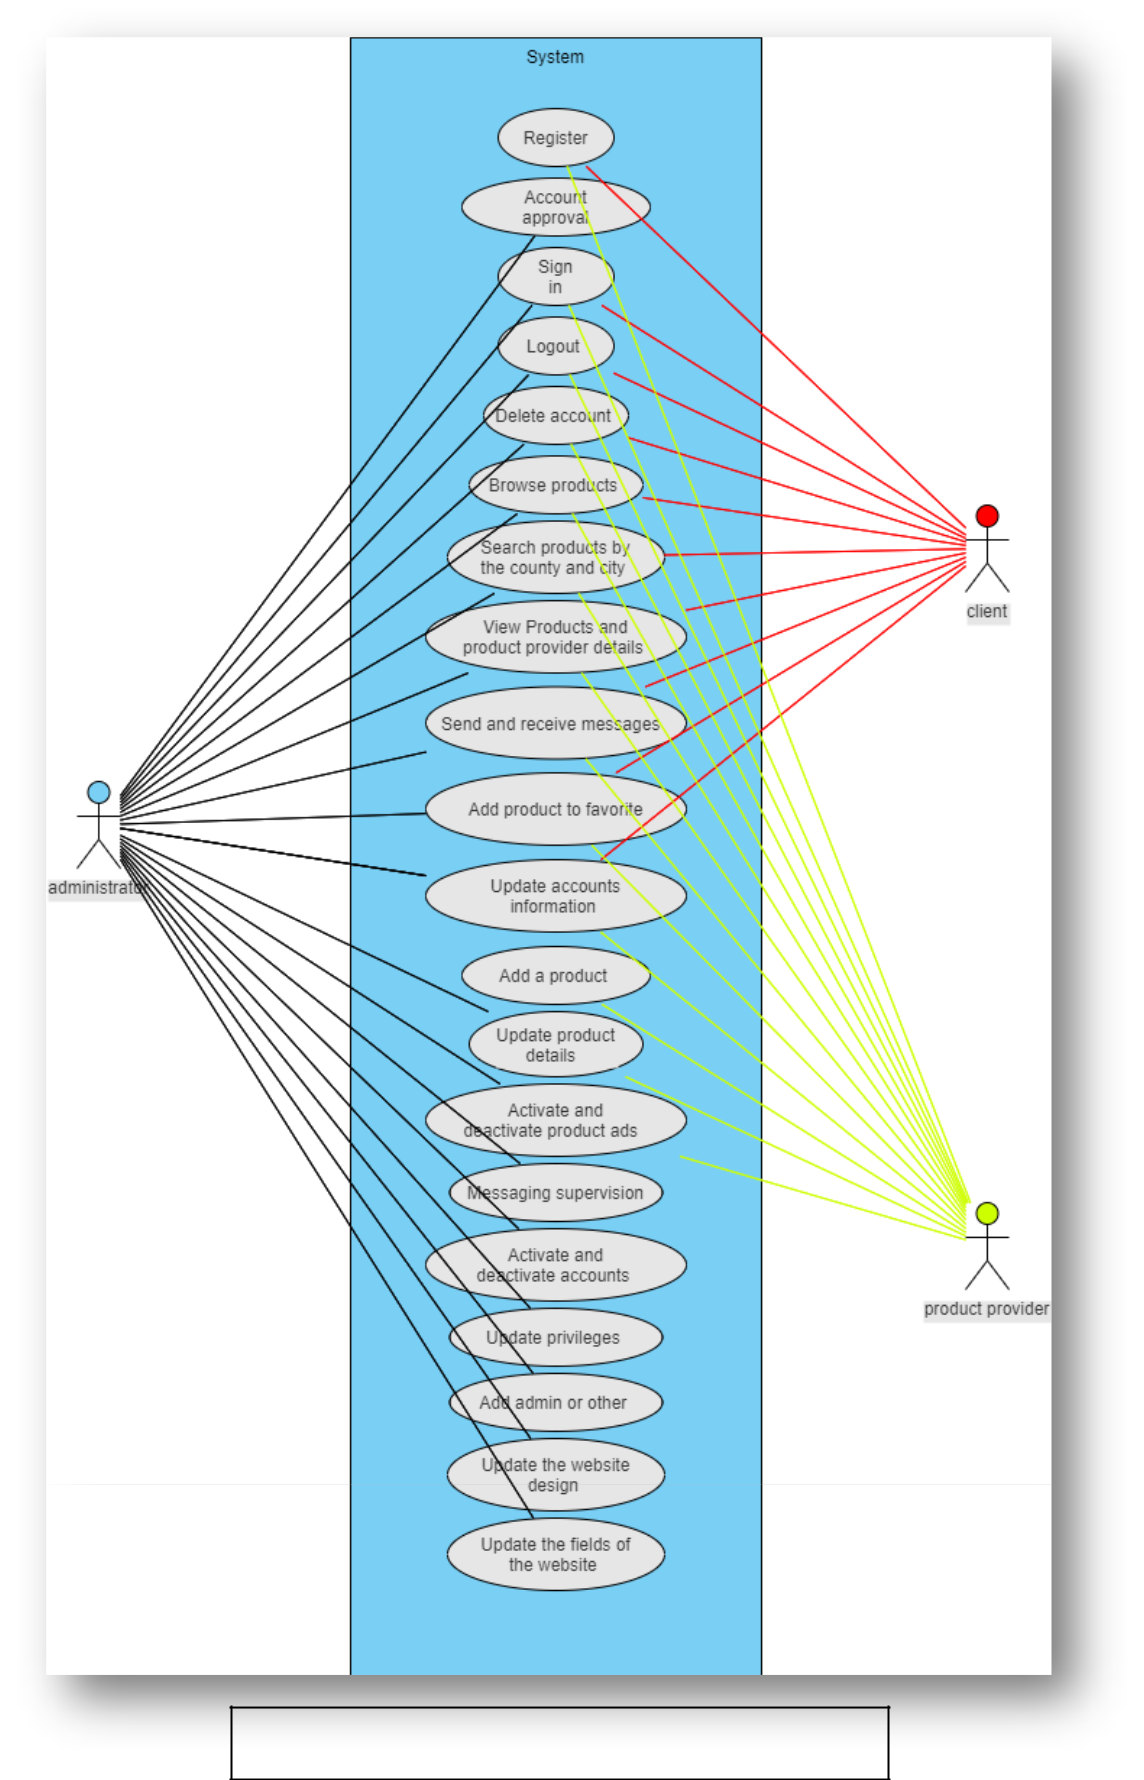 System
Register
Account
approval
Sign
in
Logout
Delete account
Browse products
Search products by
the county and city
client
View Products and
product provider details
Send and receive messages
Add product to favorite
administrator
Update accounts
information
Add a product
Update product
details
Activate and
deactivate product ads
Messaging supervision
Activate and
deactivate accounts
product provider
Update privileges
Add admin or other
Update the website
design
Update the fields of
the website